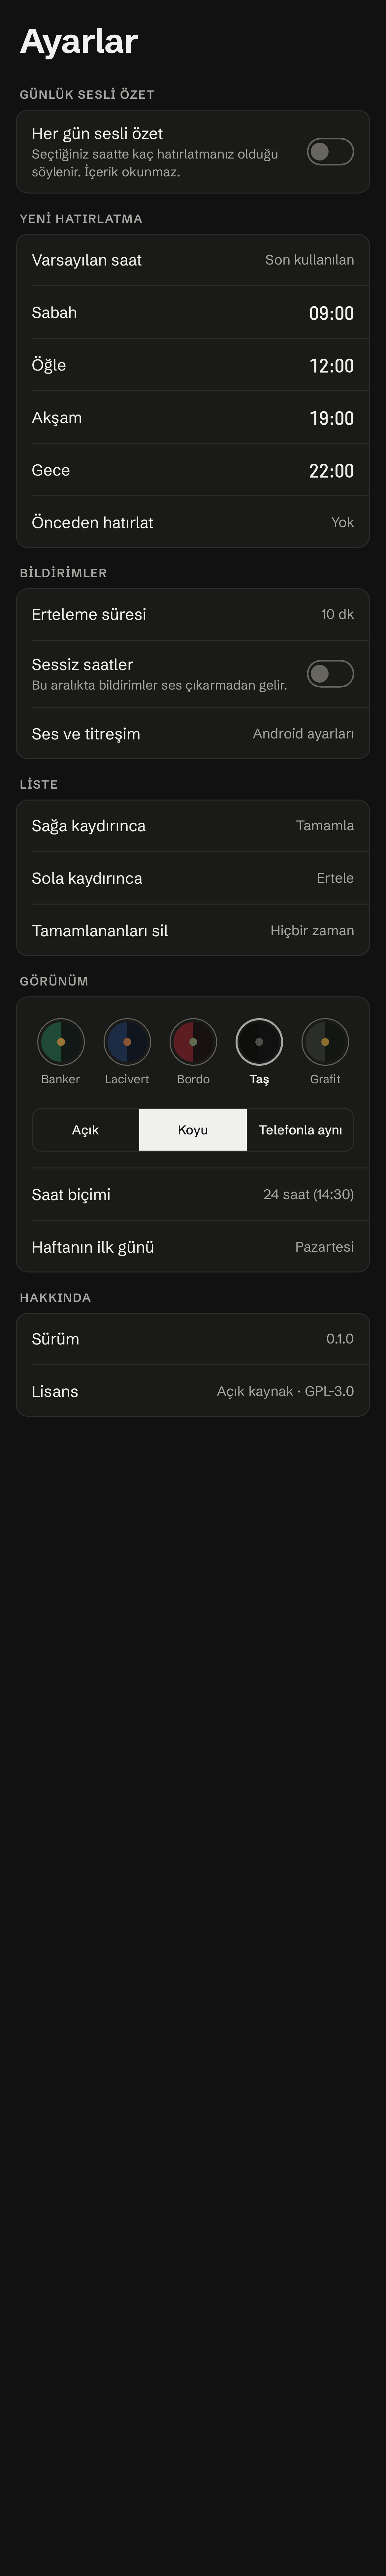 Ayarlar
GÜNLÜK SESLİ ÖZET
Her gün sesli özet
Seçtiğiniz saatte kaç hatırlatmanız olduğu
söylenir. İçerik okunmaz.
YENİ HATIRLATMA
Varsayılan saat Son kullanılan
Sabah 09:00
Öğle 12:00
Akşam 19:00
Gece 22:00
Önceden hatırlat Yok
BİLDİRİMLER
Erteleme süresi 10 dk
Sessiz saatler
Bu aralıkta bildirimler ses çıkarmadan gelir.
Ses ve titreşim Android ayarları
LİSTE
Sağa kaydırınca Tamamla
Sola kaydırınca Ertele
Tamamlananları sil Hiçbir zaman
GÖRÜNÜM
Banker Lacivert Bordo Taş Grafit
Açık Koyu Telefonla aynı
Saat biçimi 24 saat (14:30)
Haftanın ilk günü Pazartesi
HAKKINDA
Sürüm 0.1.0
Lisans Açık kaynak · GPL-3.0